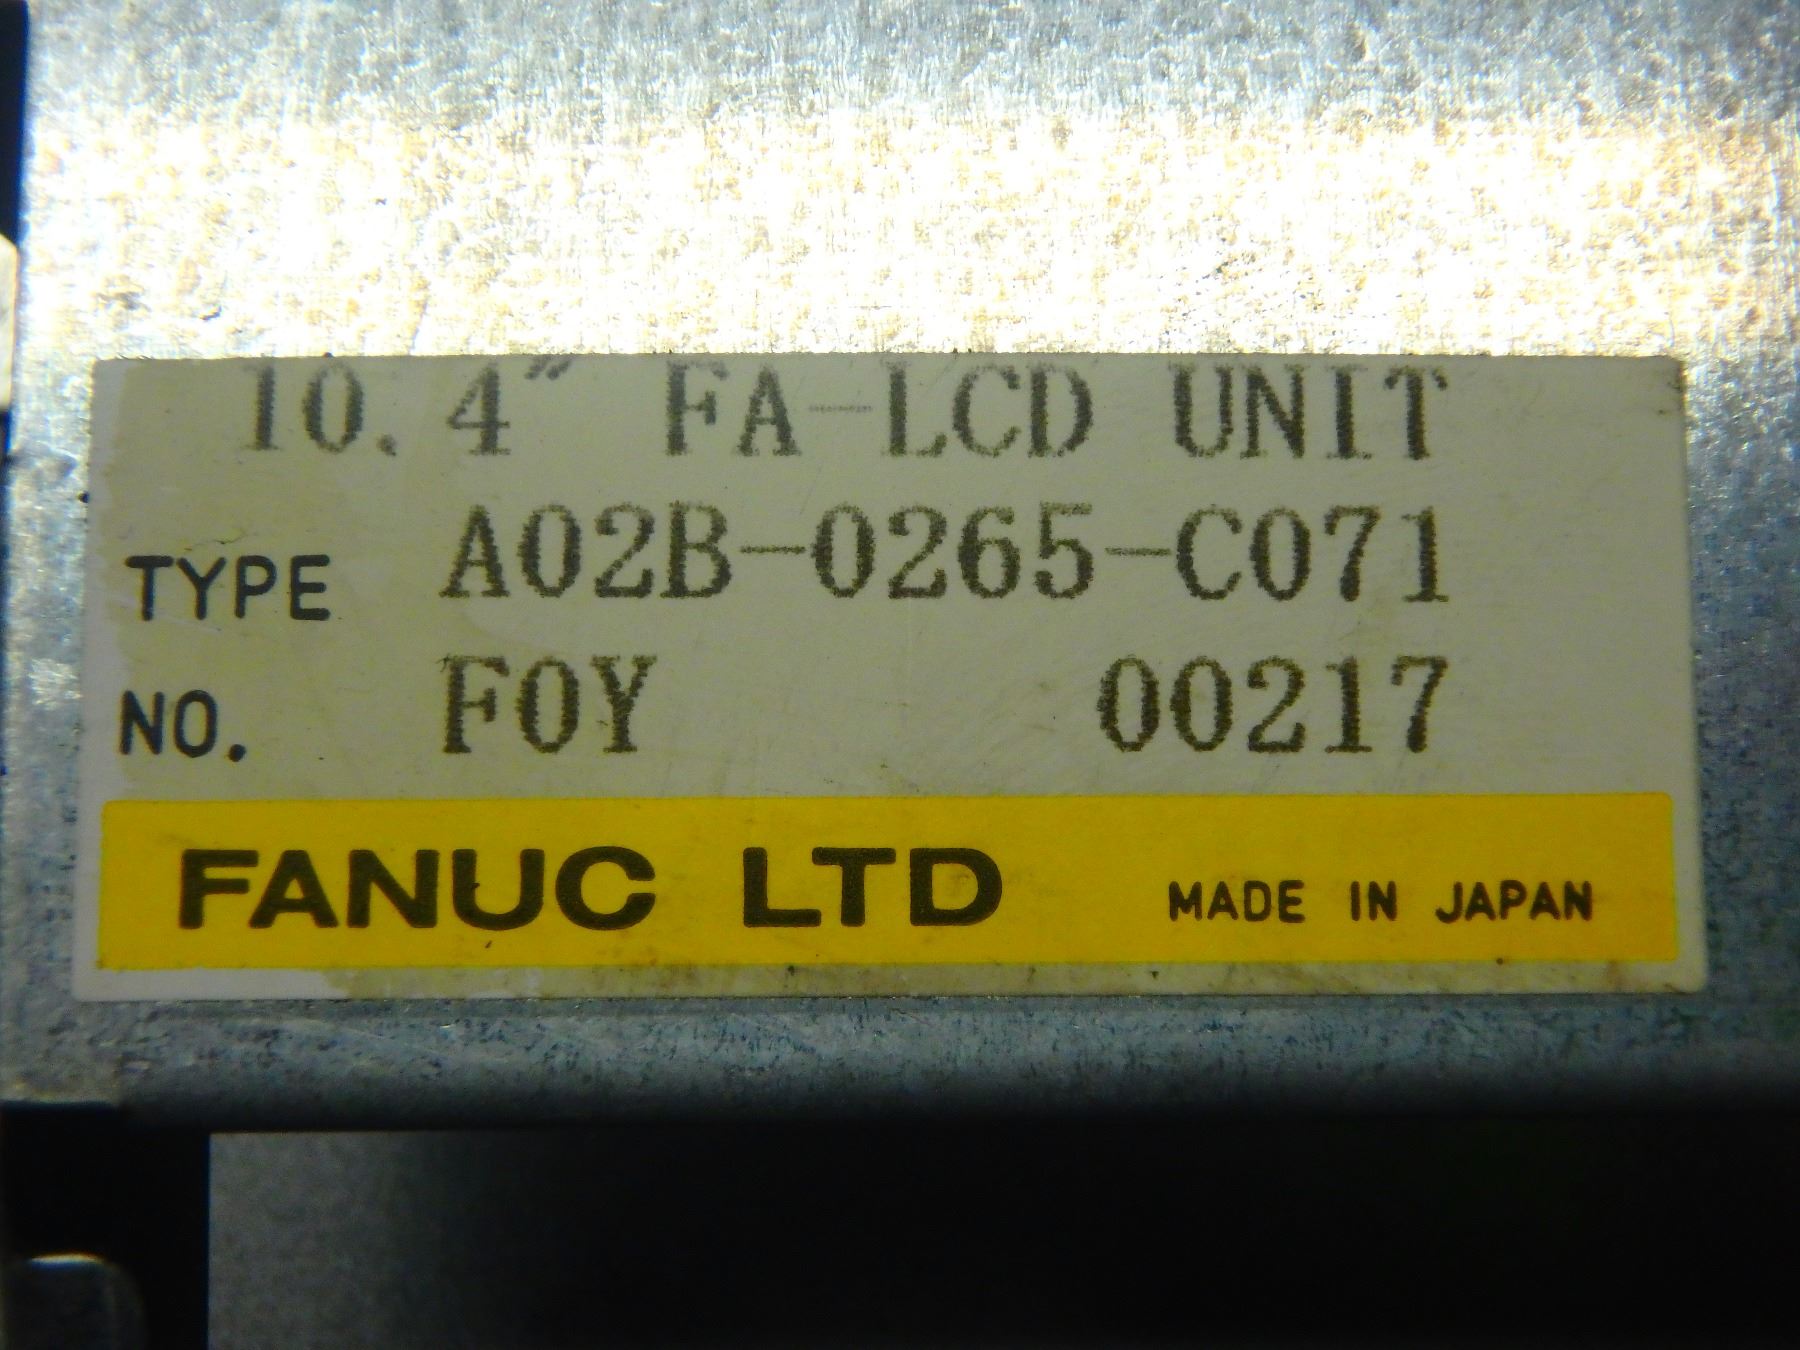 10.4" FA-LCD UNIT
TYPE A02B-0265-C071
NO. F0Y 00217
FANUC LTD MADE IN JAPAN